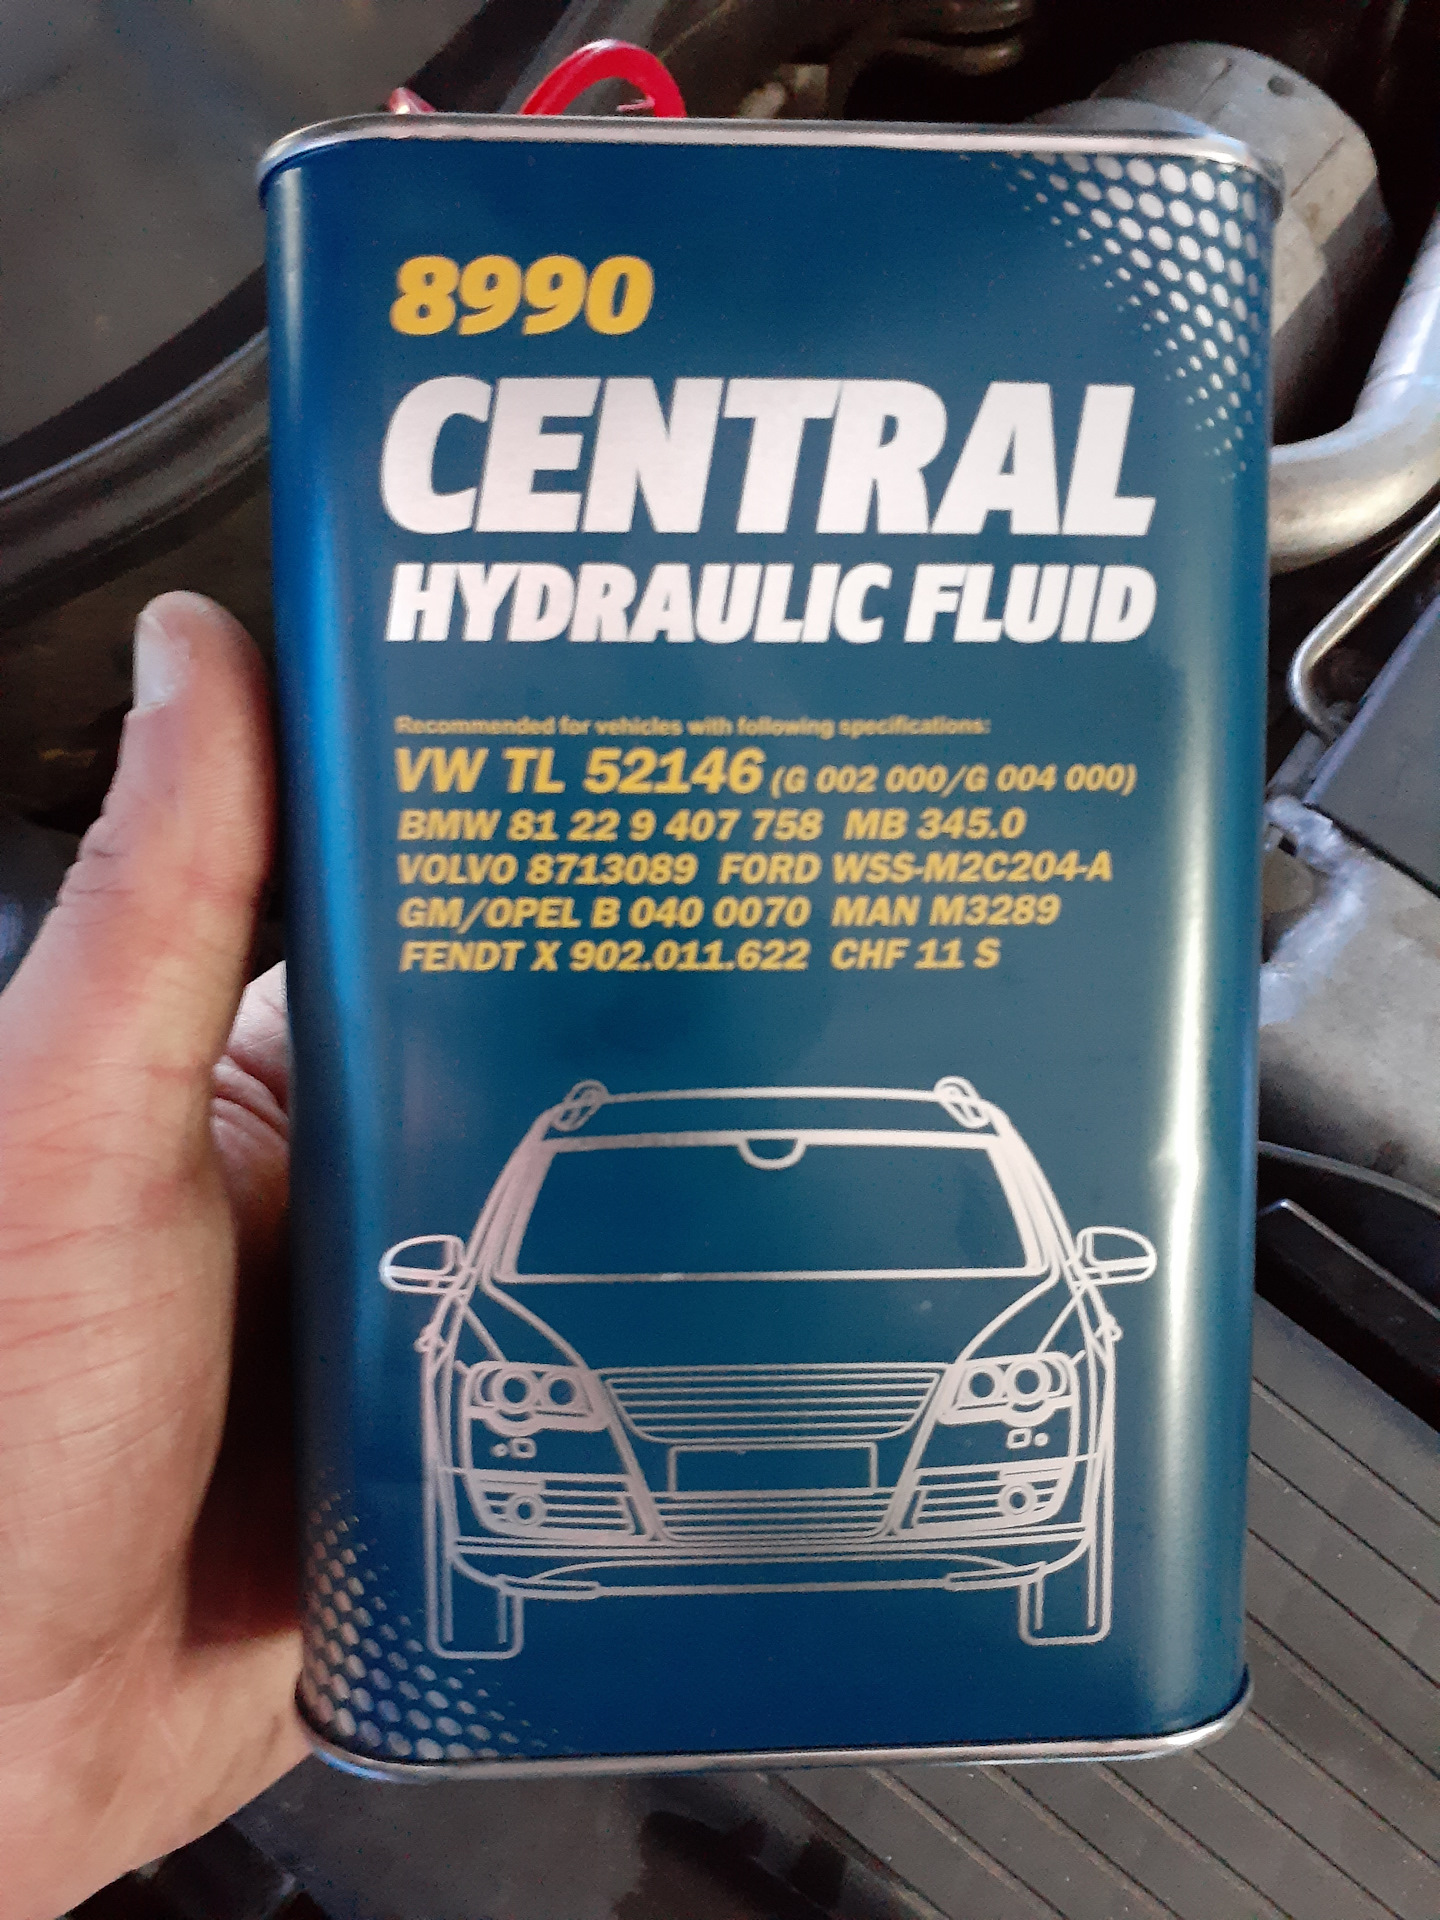 8990
CENTRAL
HYDRAULIC FLUID
Recommended for vehicles with following specifications:
VW TL 52146 (G 002 000/G 004 000)
BMW 81 22 9 407 758 MB 345.0
VOLVO 8713089 FORD WSS-M2C204-A
GM/OPEL B 040 0070 MAN M3289
FENDT X 902.011.622 CHF 11 S